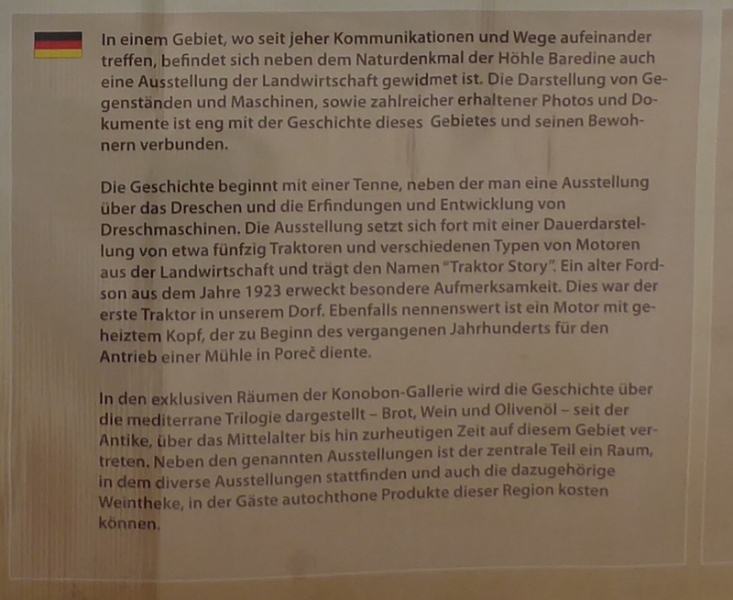 In einem Gebiet, wo seit jeher Kommunikationen und Wege aufeinander
treffen, befindet sich neben dem Naturdenkmal der Höhle Baredine auch
eine Ausstellung der Landwirtschaft gewidmet ist. Die Darstellung von Ge-
genständen und Maschinen, sowie zahlreicher erhaltener Photos und Do-
kumente ist eng mit der Geschichte dieses Gebietes und seinen Bewoh-
nern verbunden.
Die Geschichte beginnt mit einer Tenne, neben der man eine Ausstellung
über das Dreschen und die Erfindungen und Entwicklung von
Dreschmaschinen. Die Ausstellung setzt sich fort mit einer Dauerdarstel-
lung von etwa fünfzig Traktoren und verschiedenen Typen von Motoren
aus der Landwirtschaft und trägt den Namen “Traktor Story”. Ein alter Ford-
son aus dem Jahre 1923 erweckt besondere Aufmerksamkeit. Dies war der
erste Traktor in unserem Dorf. Ebenfalls nennenswert ist ein Motor mit ge-
heiztem Kopf, der zu Beginn des vergangenen Jahrhunderts für den
Antrieb einer Mühle in Poreč diente.
In den exklusiven Räumen der Konobon-Gallerie wird die Geschichte über
die mediterrane Trilogie dargestellt – Brot, Wein und Olivenöl – seit der
Antike, über das Mittelalter bis hin zurheutigen Zeit auf diesem Gebiet ver-
treten. Neben den genannten Ausstellungen ist der zentrale Teil ein Raum,
in dem diverse Ausstellungen stattfinden und auch die dazugehörige
Weintheke, in der Gäste autochthone Produkte dieser Region kosten
können.